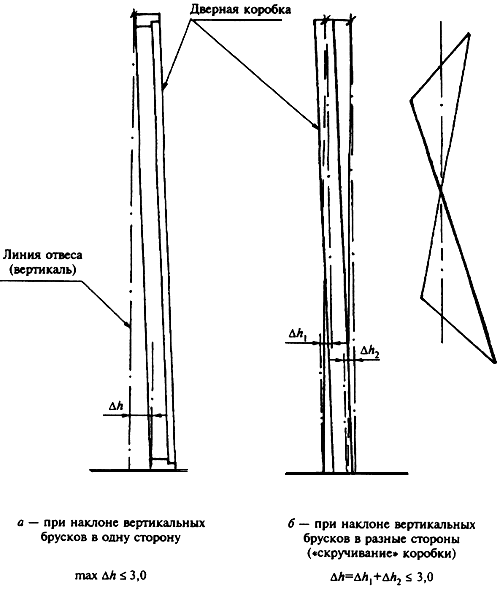 Дверная коробка
Линия отвеса
(вертикаль)
Δh₁
Δh₂
Δh
а — при наклоне вертикальных
брусков в одну сторону
max Δh ≤ 3,0
б — при наклоне вертикальных
брусков в разные стороны
(«скручивание» коробки)
Δh=Δh₁+Δh₂ ≤ 3,0